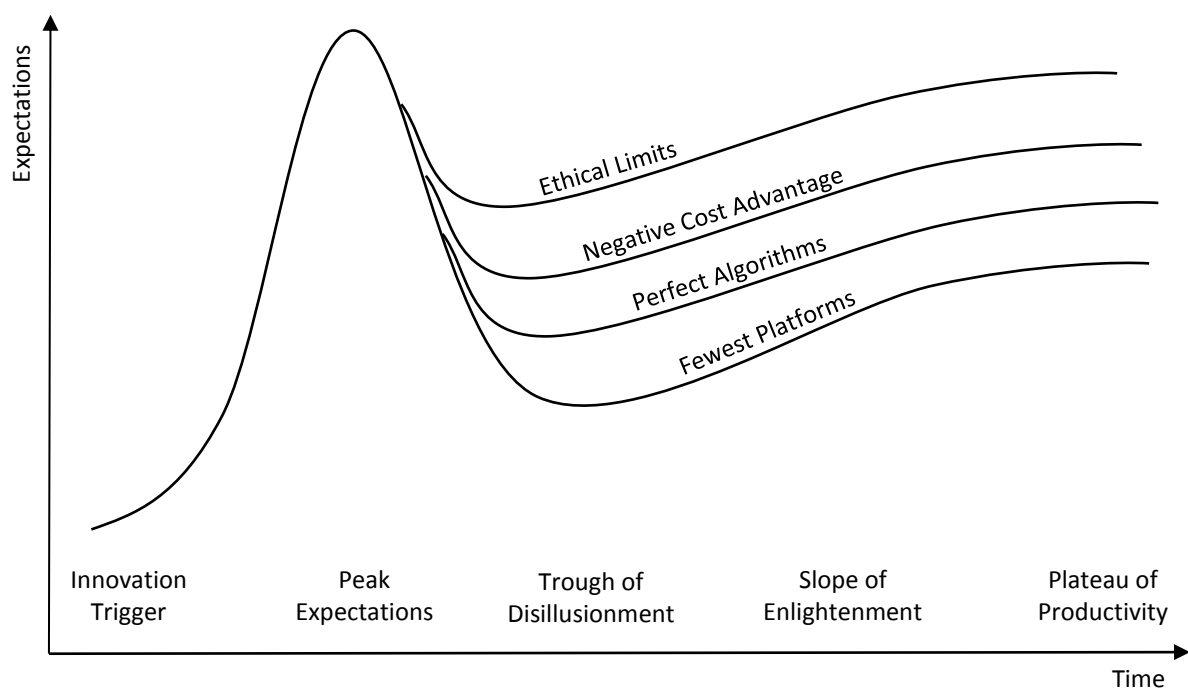 Expectations
Ethical Limits
Negative Cost Advantage
Perfect Algorithms
Fewest Platforms
Innovation
Trigger
Peak
Expectations
Trough of
Disillusionment
Slope of
Enlightenment
Plateau of
Productivity
Time